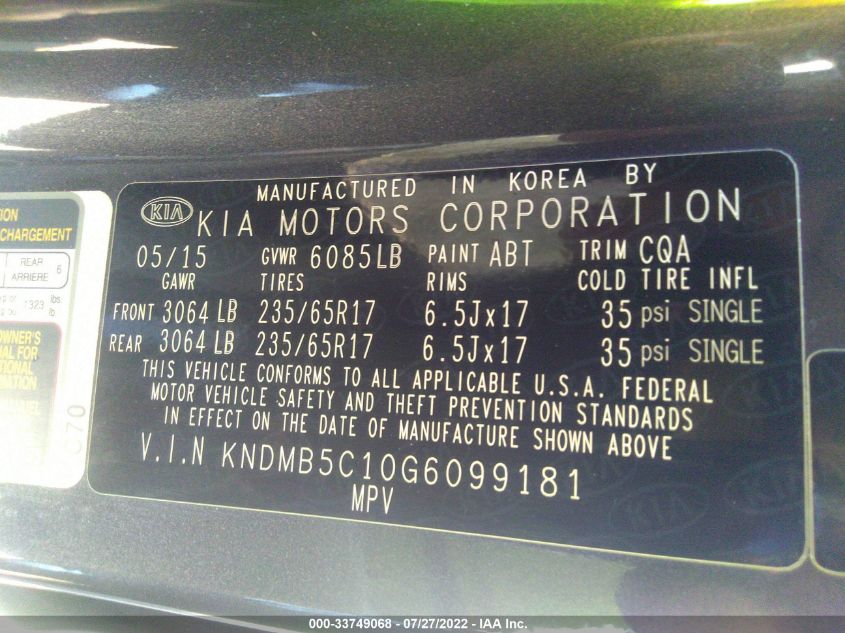 MANUFACTURED IN KOREA BY
KIA KIA MOTORS CORPORATION
05/15 GVWR 6085LB PAINT ABT TRIM CQA
GAWR TIRES RIMS COLD TIRE INFL
FRONT 3064 LB 235/65R17 6.5Jx17 35 psi SINGLE
REAR 3064 LB 235/65R17 6.5Jx17 35 psi SINGLE
THIS VEHICLE CONFORMS TO ALL APPLICABLE U.S.A. FEDERAL
MOTOR VEHICLE SAFETY AND THEFT PREVENTION STANDARDS
IN EFFECT ON THE DATE OF MANUFACTURE SHOWN ABOVE
V.I.N KNDMB5C10G6099181
MPV
CHARGEMENT
REAR 6
ARRIERE
1323 lbs.
OWNER'S
FOR
C70
000-33749068 - 07/27/2022 - IAA Inc.